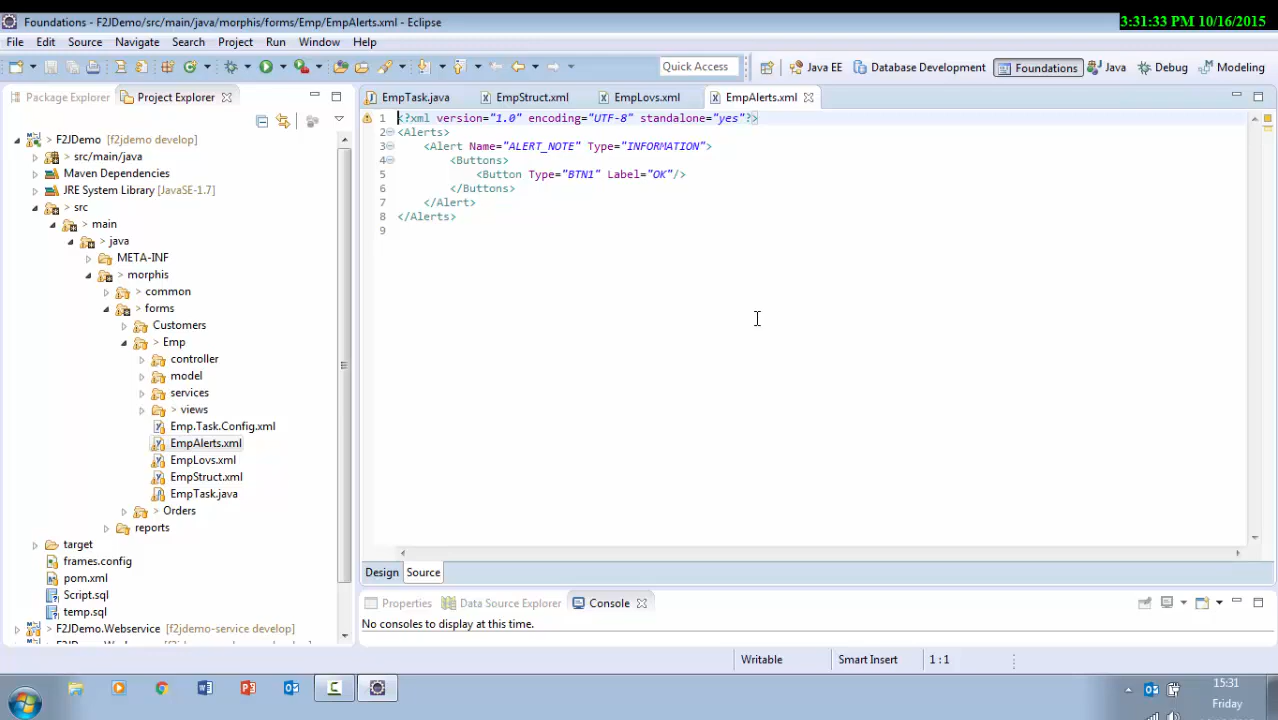 Foundations - F2JDemo/src/main/java/morphis/forms/Emp/EmpAlerts.xml - Eclipse
3:31:33 PM 10/16/2015
File Edit Source Navigate Search Project Run Window Help
Quick Access
Java EE
Database Development
Foundations
Java
Debug
Modeling
Package Explorer
Project Explorer
EmpTask.java
EmpStruct.xml
EmpLovs.xml
EmpAlerts.xml
F2JDemo [f2jdemo develop]
> src/main/java
Maven Dependencies
JRE System Library [JavaSE-1.7]
> src
> main
> java
META-INF
> morphis
> common
> forms
Customers
> Emp
controller
model
services
> views
Emp.Task.Config.xml
EmpAlerts.xml
EmpLovs.xml
EmpStruct.xml
EmpTask.java
> Orders
reports
target
frames.config
pom.xml
Script.sql
temp.sql
> F2JDemo.Webservice [f2jdemo-service develop]
1 <?xml version="1.0" encoding="UTF-8" standalone="yes"?>
2 <Alerts>
3 <Alert Name="ALERT_NOTE" Type="INFORMATION">
4 <Buttons>
5 <Button Type="BTN1" Label="OK"/>
6 </Buttons>
7 </Alert>
8 </Alerts>
9
Design Source
Properties
Data Source Explorer
Console
No consoles to display at this time.
Writable
Smart Insert
1 : 1
15:31
Friday